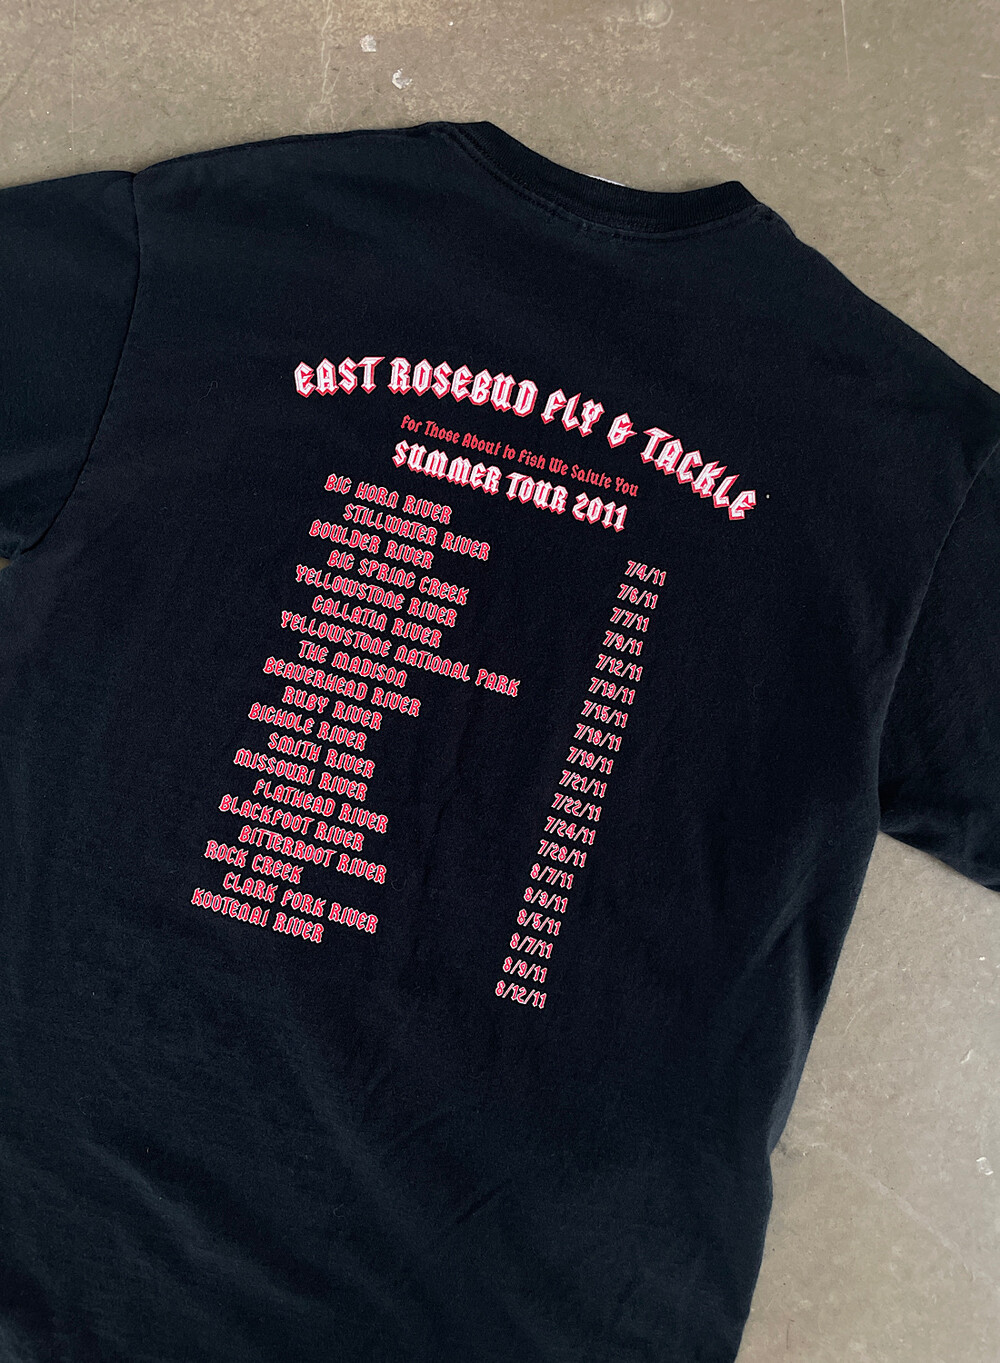 EAST ROSEBUD FLY & TACKLE
For Those About to Fish We Salute You
SUMMER TOUR 2011
BIG HORN RIVER 7/4/11
STILLWATER RIVER 7/6/11
BOULDER RIVER 7/7/11
BIG SPRING CREEK 7/9/11
YELLOWSTONE RIVER 7/12/11
GALLATIN RIVER 7/13/11
YELLOWSTONE NATIONAL PARK 7/15/11
THE MADISON 7/18/11
BEAVERHEAD RIVER 7/19/11
RUBY RIVER 7/21/11
BIGHOLE RIVER 7/22/11
SMITH RIVER 7/24/11
MISSOURI RIVER 7/28/11
FLATHEAD RIVER 8/1/11
BLACKFOOT RIVER 8/3/11
BITTERROOT RIVER 8/5/11
ROCK CREEK 8/7/11
CLARK FORK RIVER 8/9/11
KOOTENAI RIVER 8/12/11